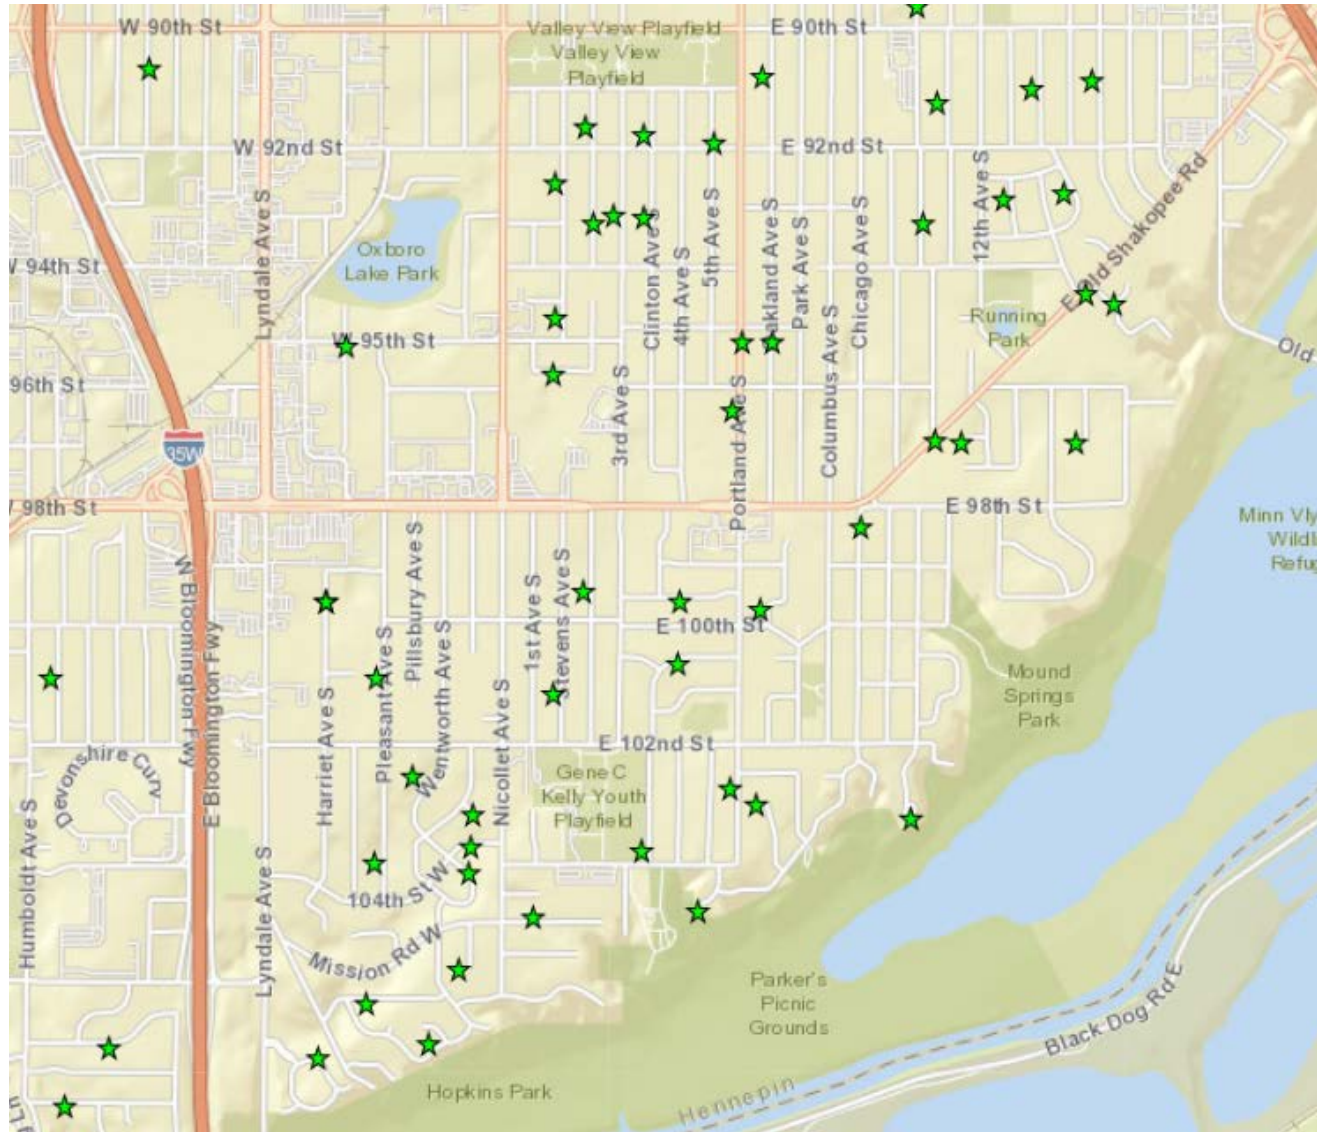 W 90th St
Valley View Playfield
E 90th St
Valley View
Playfield
W 92nd St
E 92nd St
Lyndale Ave S
12th Ave S
E Old Shakopee Rd
Oxboro
Lake Park
94th St
Clinton Ave S
4th Ave S
5th Ave S
akland Ave S
Park Ave S
Chicago Ave S
Columbus Ave S
Running
Park
W 95th St
96th St
Old
3rd Ave S
Portland Ave S
35W
98th St
E 98th St
Minn Vly
Wildl
Refug
W Bloomington Fwy
E Bloomington Fwy
Pillsbury Ave S
1st Ave S
Stevens Ave S
E 100th St
Harriet Ave S
Pleasant Ave S
Wentworth Ave S
Nicollet Ave S
Mound
Springs
Park
E 102nd St
Devonshire Curv
Gene C
Kelly Youth
Playfield
Humboldt Ave S
Lyndale Ave S
104th St W
Mission Rd W
Parker's
Picnic
Grounds
Black Dog Rd E
Hopkins Park
Hennepin
Ln